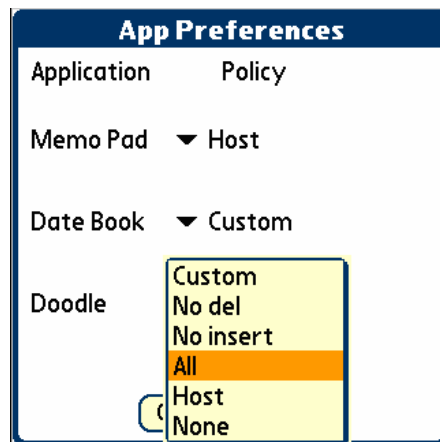 App Preferences
Application Policy
Memo Pad Host
Date Book Custom
Doodle
Custom
No del
No insert
All
Host
None